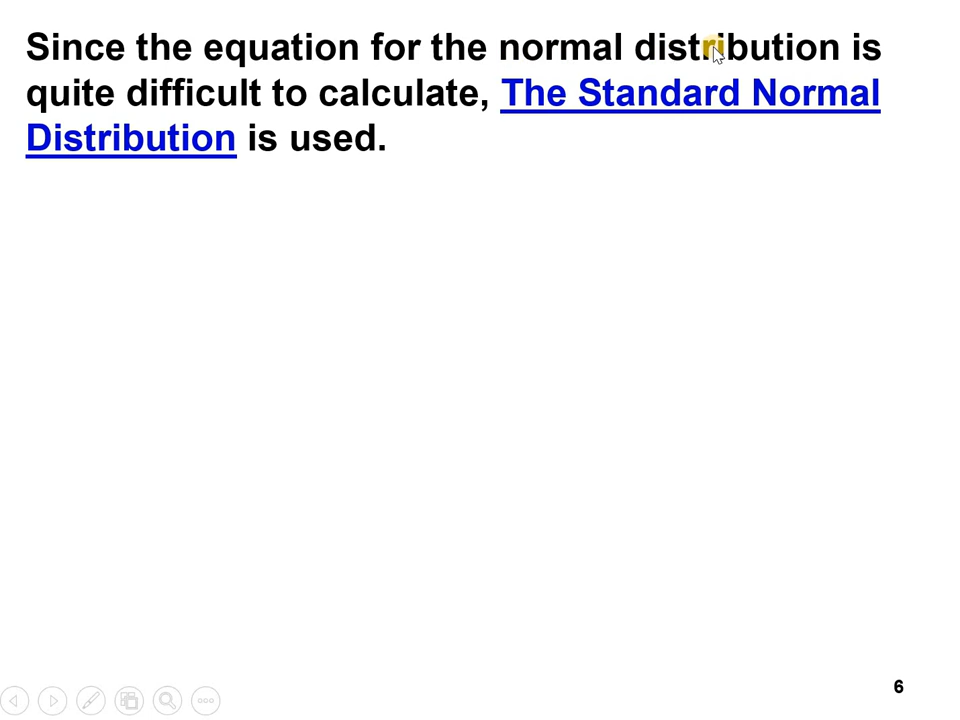 Since the equation for the normal distribution is
quite difficult to calculate, The Standard Normal
Distribution is used.
6